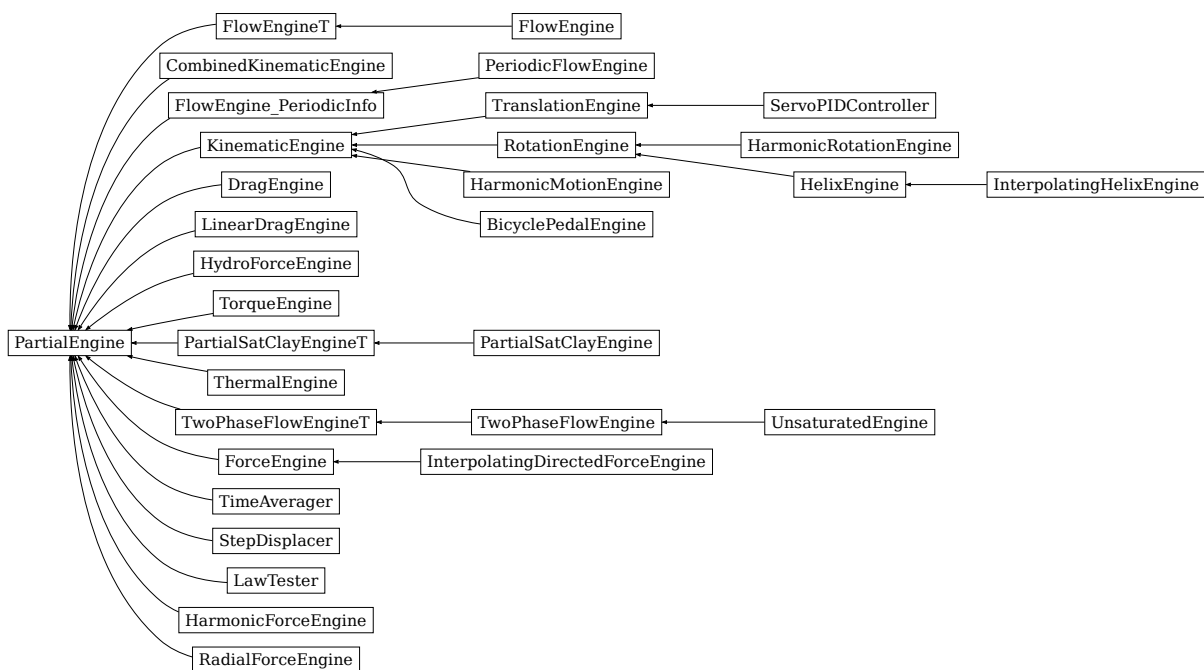 FlowEngineT
FlowEngine
CombinedKinematicEngine
PeriodicFlowEngine
FlowEngine_PeriodicInfo
TranslationEngine
ServoPIDController
KinematicEngine
RotationEngine
HarmonicRotationEngine
DragEngine
HarmonicMotionEngine
HelixEngine
InterpolatingHelixEngine
LinearDragEngine
BicyclePedalEngine
HydroForceEngine
TorqueEngine
PartialEngine
PartialSatClayEngineT
PartialSatClayEngine
ThermalEngine
TwoPhaseFlowEngineT
TwoPhaseFlowEngine
UnsaturatedEngine
ForceEngine
InterpolatingDirectedForceEngine
TimeAverager
StepDisplacer
LawTester
HarmonicForceEngine
RadialForceEngine